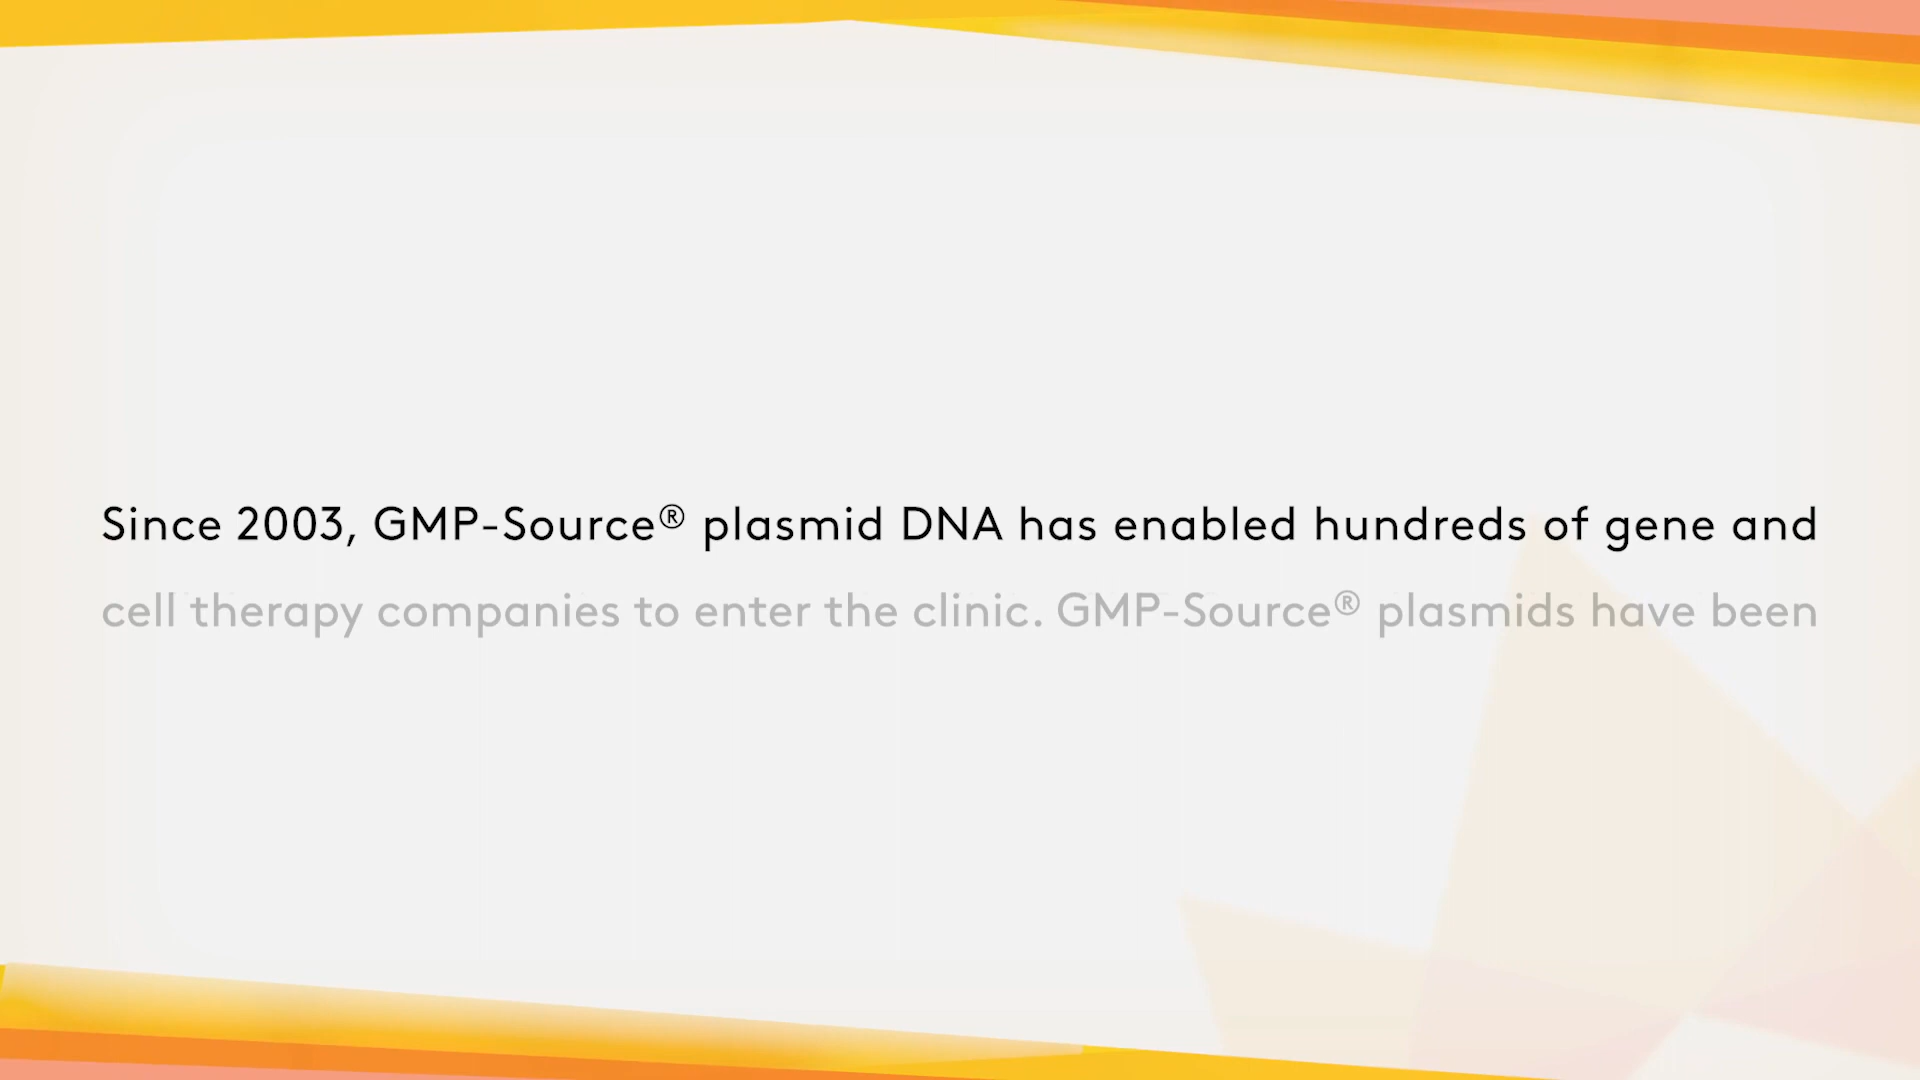 Since 2003, GMP-Source® plasmid DNA has enabled hundreds of gene and
cell therapy companies to enter the clinic. GMP-Source® plasmids have been